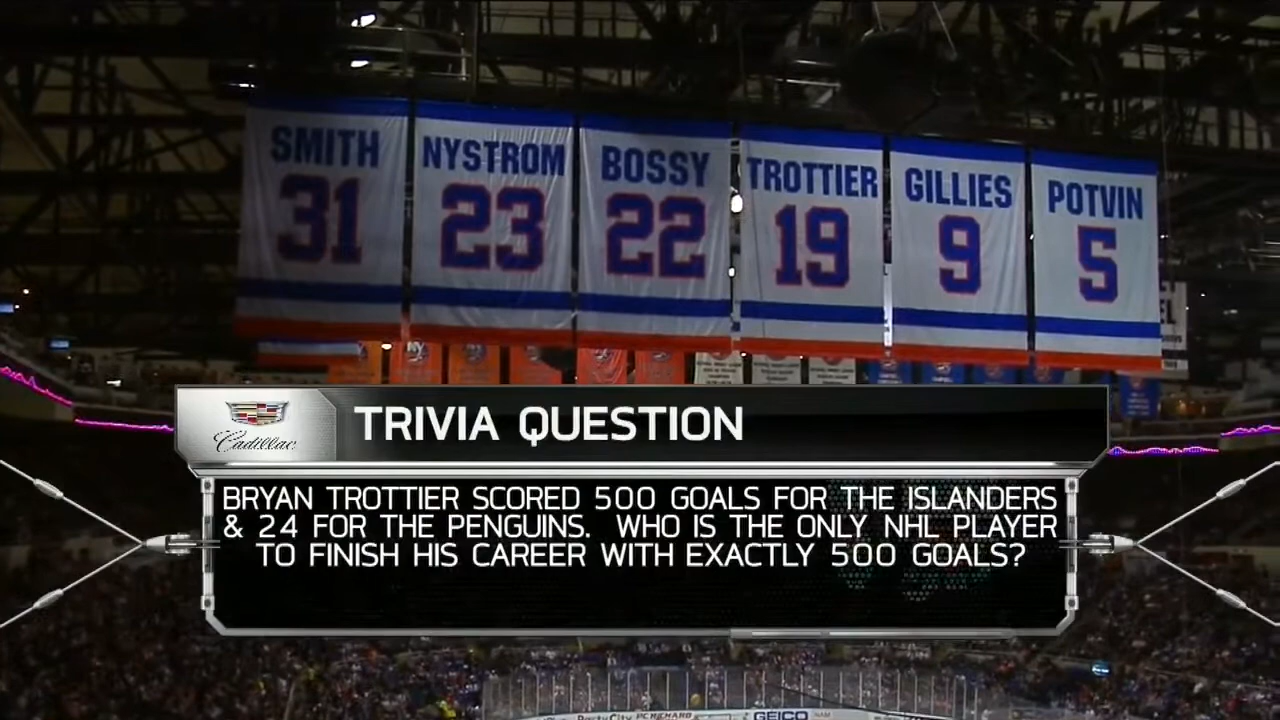 SMITH
31
NYSTROM
23
BOSSY
22
TROTTIER
19
GILLIES
9
POTVIN
5
Cadillac
TRIVIA QUESTION
BRYAN TROTTIER SCORED 500 GOALS FOR THE ISLANDERS
& 24 FOR THE PENGUINS. WHO IS THE ONLY NHL PLAYER
TO FINISH HIS CAREER WITH EXACTLY 500 GOALS?
PartyCity P.C. RICHARD GEICO